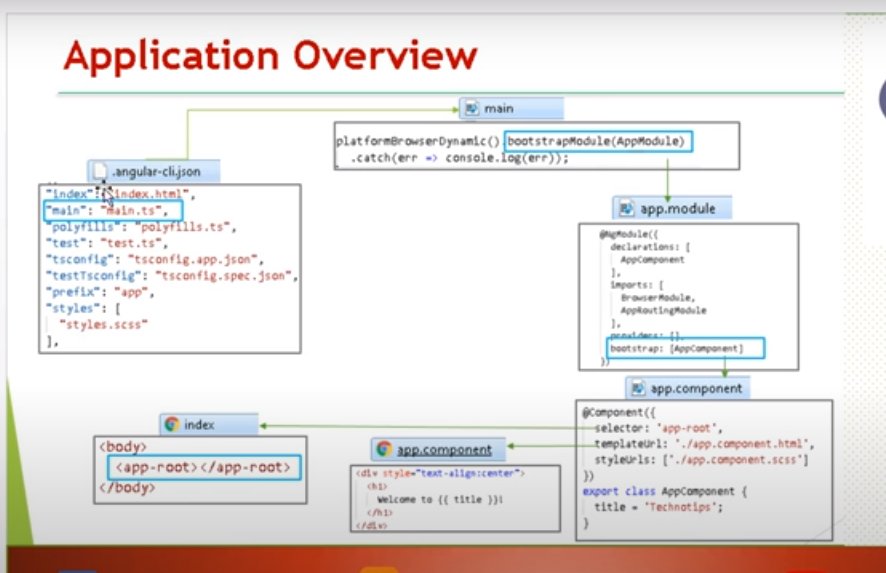 Application Overview
main
platformBrowserDynamic().bootstrapModule(AppModule)
.catch(err => console.log(err));
.angular-cli.json
"index": "index.html",
"main": "main.ts",
"polyfills": "polyfills.ts",
"test": "test.ts",
"tsconfig": "tsconfig.app.json",
"testTsconfig": "tsconfig.spec.json",
"prefix": "app",
"styles": [
"styles.scss"
],
app.module
@NgModule({
declarations: [
AppComponent
],
imports: [
BrowserModule,
AppRoutingModule
],
providers: [],
bootstrap: [AppComponent]
})
app.component
@Component({
selector: 'app-root',
templateUrl: './app.component.html',
styleUrls: ['./app.component.scss']
})
export class AppComponent {
title = 'Technotips';
}
index
<body>
<app-root></app-root>
</body>
app.component
<div style="text-align:center">
<h1>
Welcome to {{ title }}!
</h1>
</div>